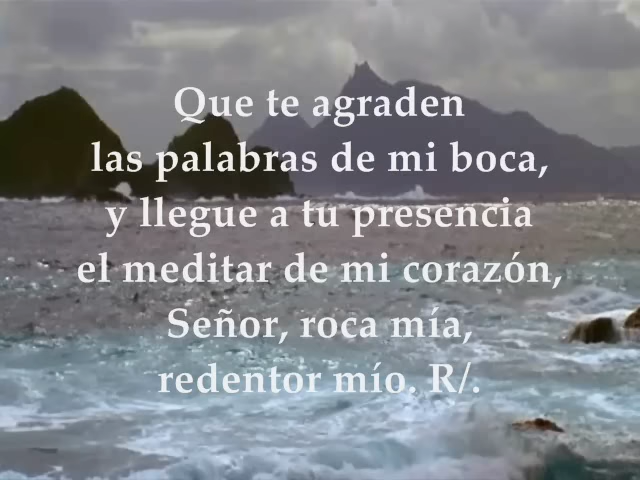 Que te agraden
las palabras de mi boca,
y llegue a tu presencia
el meditar de mi corazón,
Señor, roca mía,
redentor mío. R/.